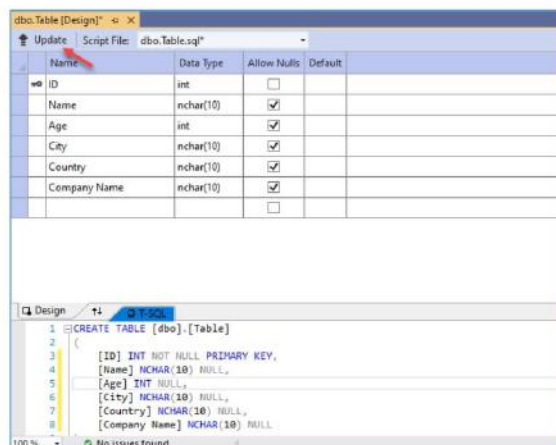 dbo.Table [Design]*
Update Script File: dbo.Table.sql*
Name Data Type Allow Nulls Default
ID int
Name nchar(10)
Age int
City nchar(10)
Country nchar(10)
Company Name nchar(10)
Design T-SQL
1 CREATE TABLE [dbo].[Table]
2 (
3 [ID] INT NOT NULL PRIMARY KEY,
4 [Name] NCHAR(10) NULL,
5 [Age] INT NULL,
6 [City] NCHAR(10) NULL,
7 [Country] NCHAR(10) NULL,
8 [Company Name] NCHAR(10) NULL
100 % No issues found